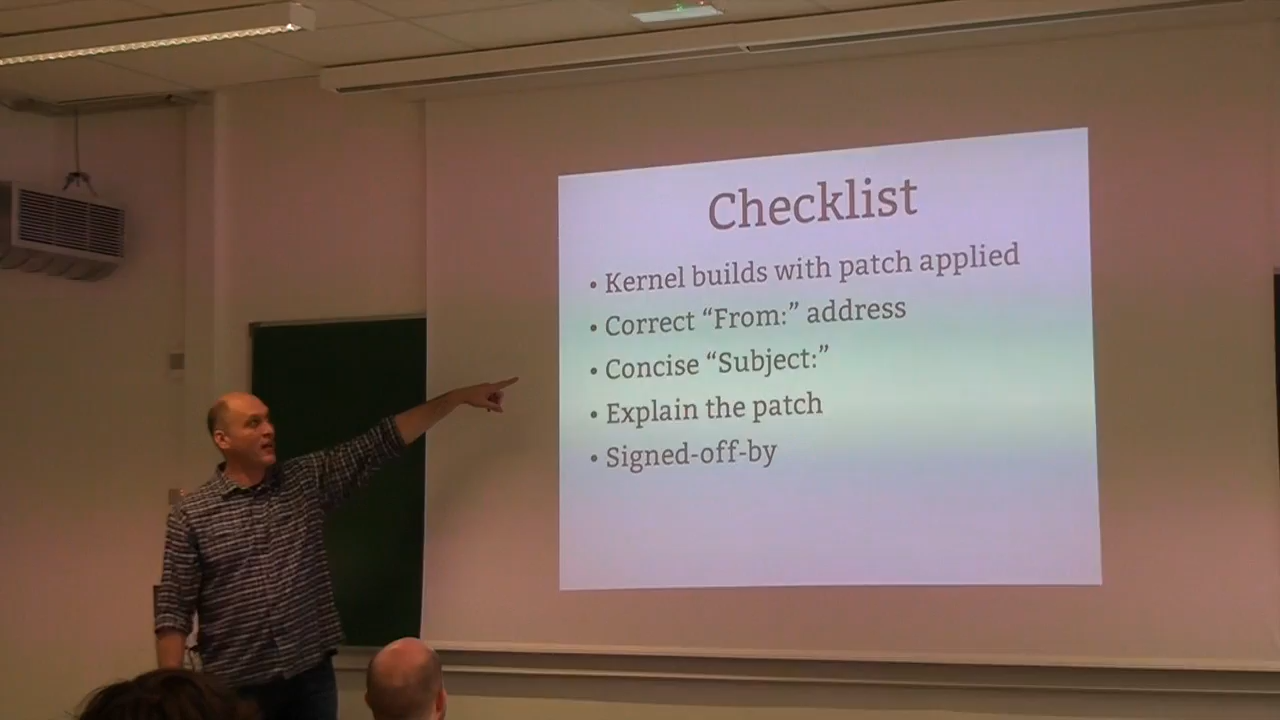 Checklist
• Kernel builds with patch applied
• Correct “From:” address
• Concise “Subject:”
• Explain the patch
• Signed-off-by